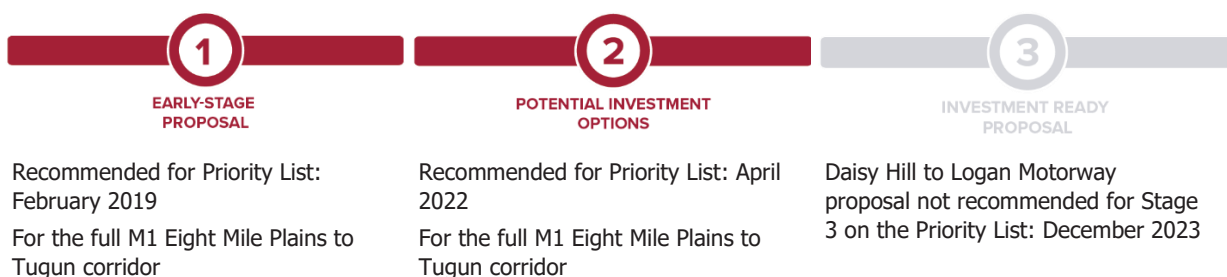 1
EARLY-STAGE
PROPOSAL
Recommended for Priority List:
February 2019
For the full M1 Eight Mile Plains to
Tugun corridor
2
POTENTIAL INVESTMENT
OPTIONS
Recommended for Priority List: April
2022
For the full M1 Eight Mile Plains to
Tugun corridor
3
INVESTMENT READY
PROPOSAL
Daisy Hill to Logan Motorway
proposal not recommended for Stage
3 on the Priority List: December 2023